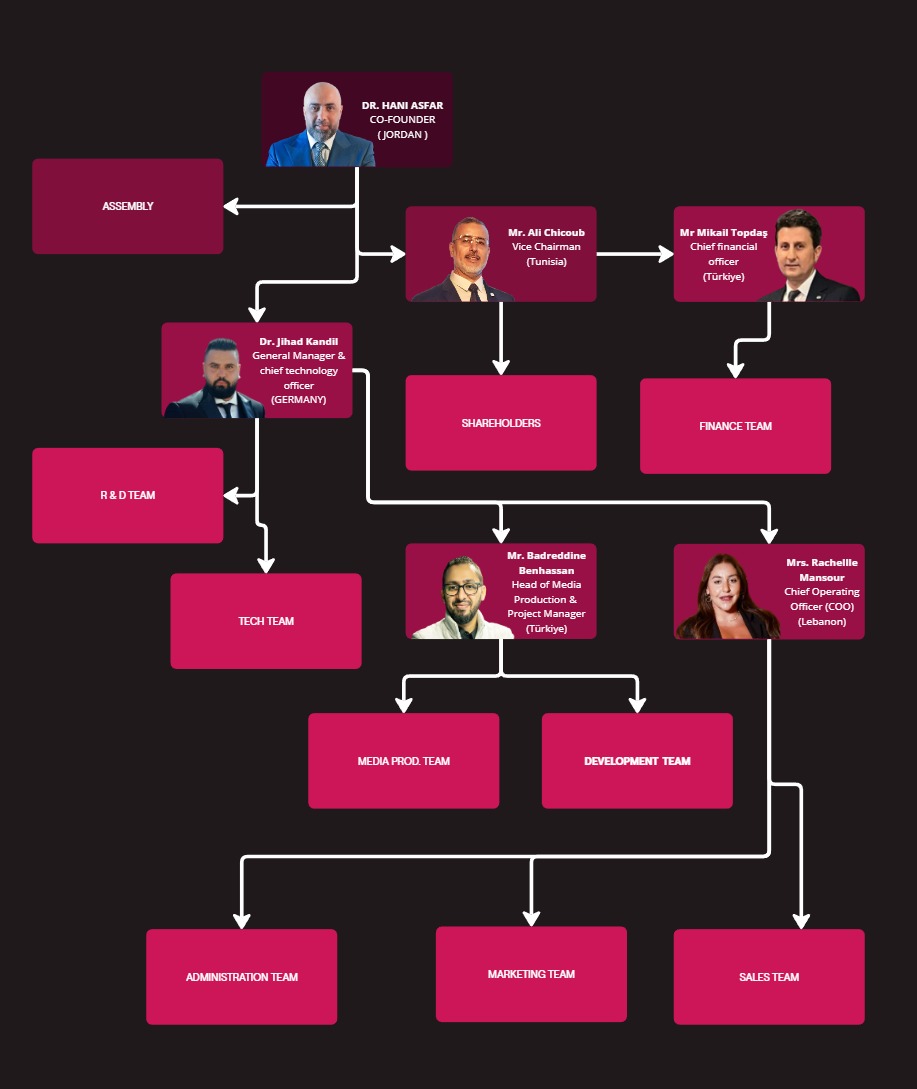 DR. HANI ASFAR
CO-FOUNDER
( JORDAN )
ASSEMBLY
Mr. Ali Chicoub
Vice Chairman
(Tunisia)
Mr Mikail Topdaş
Chief financial
officer
(Türkiye)
Dr. Jihad Kandil
General Manager &
chief technology
officer
(GERMANY)
SHAREHOLDERS
FINANCE TEAM
R & D TEAM
TECH TEAM
Mr. Badreddine
Benhassan
Head of Media
Production &
Project Manager
(Türkiye)
Mrs. Rachellle
Mansour
Chief Operating
Officer (COO)
(Lebanon)
MEDIA PROD. TEAM
DEVELOPMENT TEAM
ADMINISTRATION TEAM
MARKETING TEAM
SALES TEAM